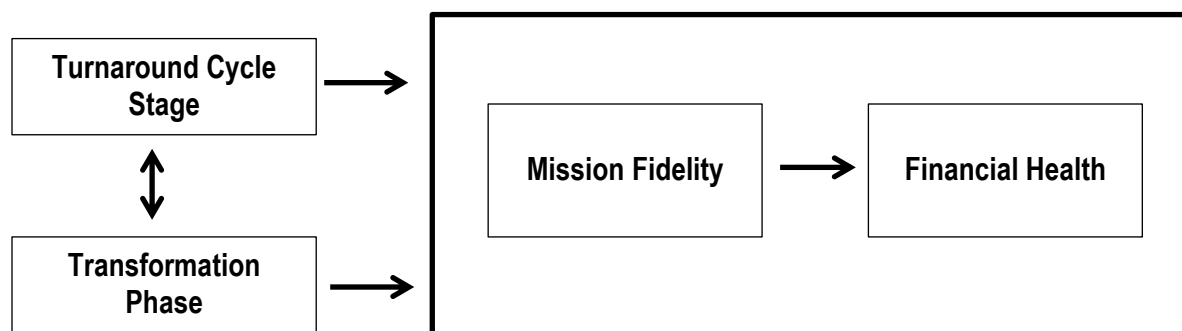 Turnaround Cycle
Stage
Mission Fidelity
Financial Health
Transformation
Phase